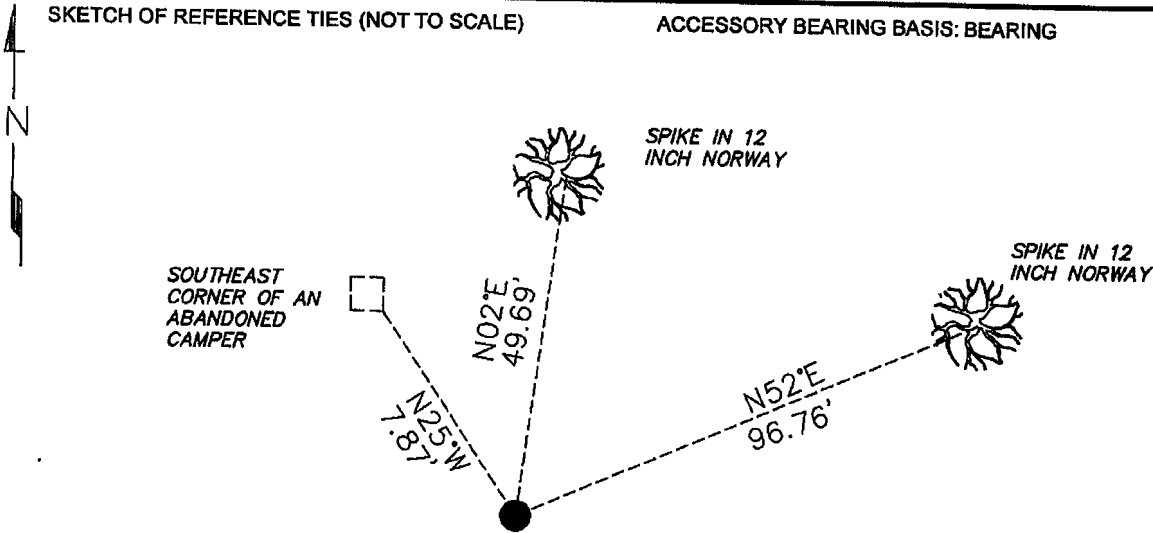 SKETCH OF REFERENCE TIES (NOT TO SCALE)
ACCESSORY BEARING BASIS: BEARING
N
SPIKE IN 12
INCH NORWAY
SPIKE IN 12
INCH NORWAY
SOUTHEAST
CORNER OF AN
ABANDONED
CAMPER
N02°E
49.69'
N52°E
96.76'
N25°W
7.87'